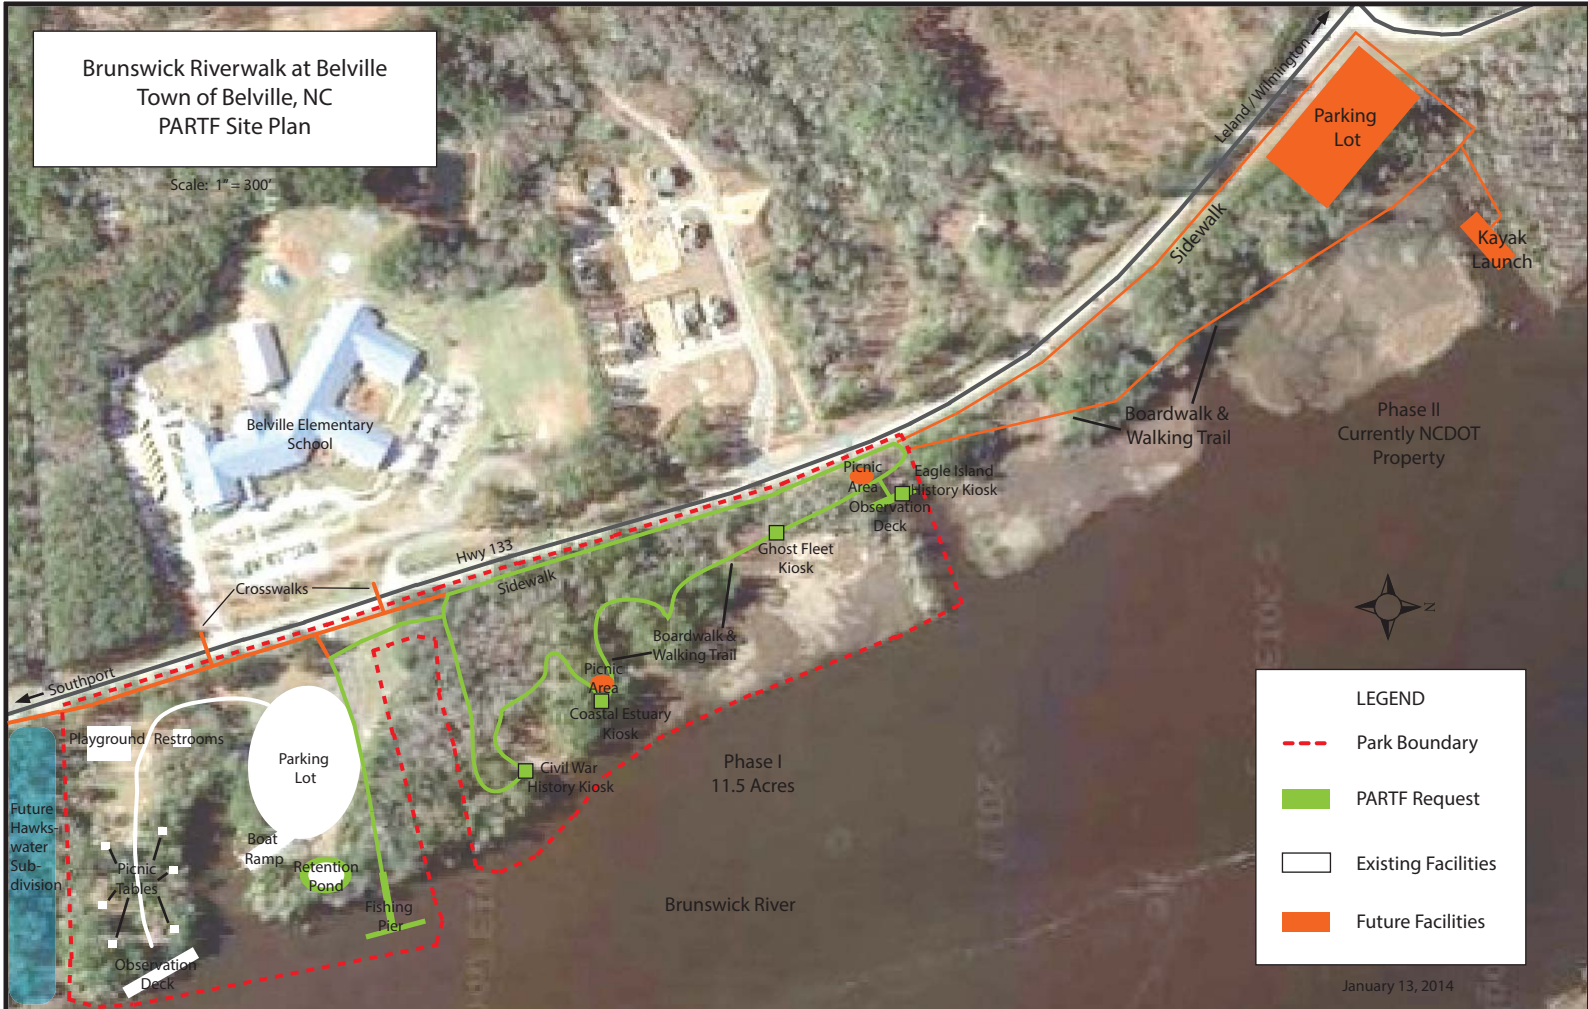 Brunswick Riverwalk at Belville
Town of Belville, NC
PARTF Site Plan
Scale: 1" = 300'
Leland / Wilmington
Parking
Lot
Sidewalk
Kayak
Launch
Boardwalk &
Walking Trail
Phase II
Currently NCDOT
Property
Belville Elementary
School
Picnic
Area
Eagle Island
History Kiosk
Observation
Deck
Ghost Fleet
Kiosk
Hwy 133
Sidewalk
Crosswalks
Boardwalk &
Walking Trail
Picnic
Area
Coastal Estuary
Kiosk
Southport
Playground
Restrooms
Parking
Lot
Civil War
History Kiosk
Phase I
11.5 Acres
Future
Hawks-
water
Sub-
division
Boat
Ramp
Picnic
Tables
Retention
Pond
Fishing
Pier
Observation
Deck
Brunswick River
N
LEGEND
Park Boundary
PARTF Request
Existing Facilities
Future Facilities
January 13, 2014